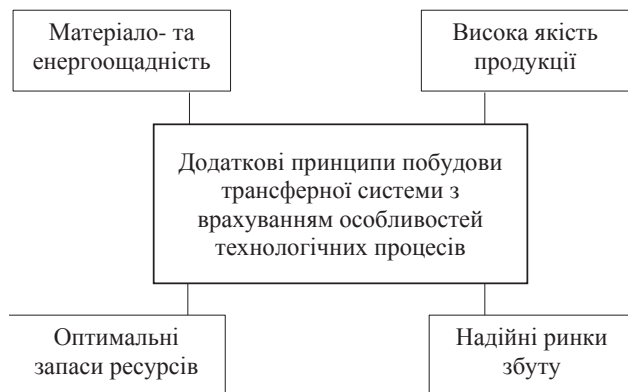 Матеріало- та
енергоощадність
Висока якість
продукції
Додаткові принципи побудови
трансферної системи з
врахуванням особливостей
технологічних процесів
Оптимальні
запаси ресурсів
Надійні ринки
збуту